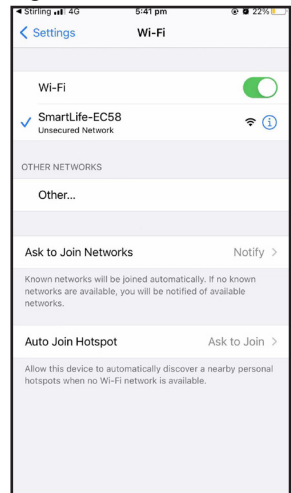 Stirling 4G 5:41 pm 22%
Settings Wi-Fi
Wi-Fi
SmartLife-EC58
Unsecured Network
OTHER NETWORKS
Other...
Ask to Join Networks Notify
Known networks will be joined automatically. If no known
networks are available, you will be notified of available
networks.
Auto Join Hotspot Ask to Join
Allow this device to automatically discover a nearby personal
hotspots when no Wi-Fi network is available.